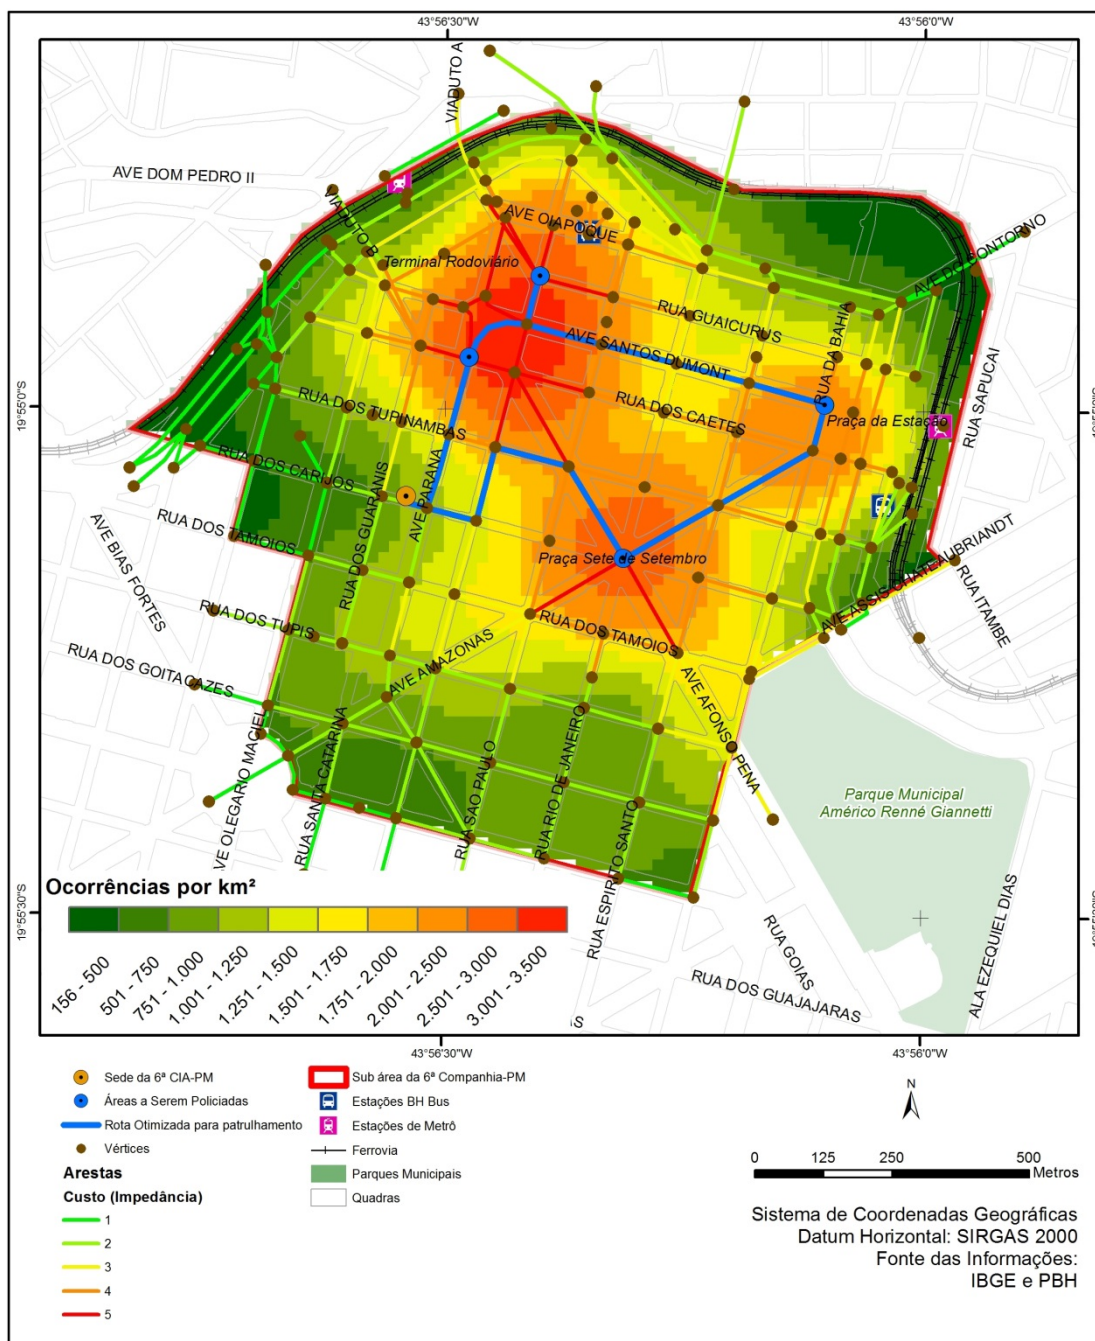 43°56'30"W
43°56'0"W
VIADUTO A
AVE DOM PEDRO II
VIADUTO B
AVE OIAPOQUE
Terminal Rodoviário
AVE DO CONTORNO
RUA GUAICURUS
RUA DA BAHIA
AVE SANTOS DUMONT
RUA SAPUCAI
19°55'0"S
RUA DOS TUPINAMBAS
RUA DOS CAETES
Praça da Estação
RUA DOS CARIJOS
RUA DOS GUARANIS
AVE PARANA
RUA DOS TAMOIOS
AVE BIAS FORTES
Praça Sete de Setembro
AVE ASSIS CHATEAUBRIANDT
RUA ITAMBE
RUA DOS TUPIS
RUA DOS TAMOIOS
RUA DOS GOITACAZES
AVE AMAZONAS
AVE AFONSO PENA
AVE OLEGARIO MACIEL
RUA SANTA CATARINA
RUA SAO PAULO
RUA RIO DE JANEIRO
RUA ESPIRITO SANTO
Parque Municipal
Américo Renné Giannetti
Ocorrências por km²
19°55'30"S
156 - 500
501 - 750
751 - 1.000
1.001 - 1.250
1.251 - 1.500
1.501 - 1.750
1.751 - 2.000
2.001 - 2.500
2.501 - 3.000
3.001 - 3.500
RUA GOIAS
RUA DOS GUAJAJARAS
ALA EZEQUIEL DIAS
43°56'30"W
43°56'0"W
Sede da 6ª CIA-PM
Áreas a Serem Policiadas
Rota Otimizada para patrulhamento
Vértices
Arestas
Custo (Impedância)
1
2
3
4
5
Sub área da 6ª Companhia-PM
Estações BH Bus
Estações de Metrô
Ferrovia
Parques Municipais
Quadras
N
0 125 250 500
Metros
Sistema de Coordenadas Geográficas
Datum Horizontal: SIRGAS 2000
Fonte das Informações:
IBGE e PBH